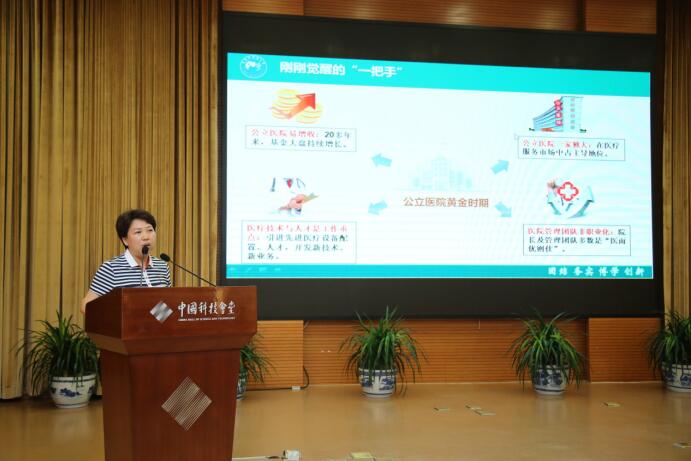 刚刚觉醒的“一把手”
公立医院易增收：20多年
来，基金大盘持续增长。
公立医院一家独大：在医疗
服务市场中占主导地位。
公立医院黄金时期
医疗技术与人才是工作重
点：引进先进医疗设备配
置、人才，开发新技术、
新业务。
医院管理团队非职业化：院
长及管理团队多数是“医而
优则仕”。
团结 务实 博学 创新
中国科技会堂
CHINA HALL OF SCIENCE AND TECHNOLOGY